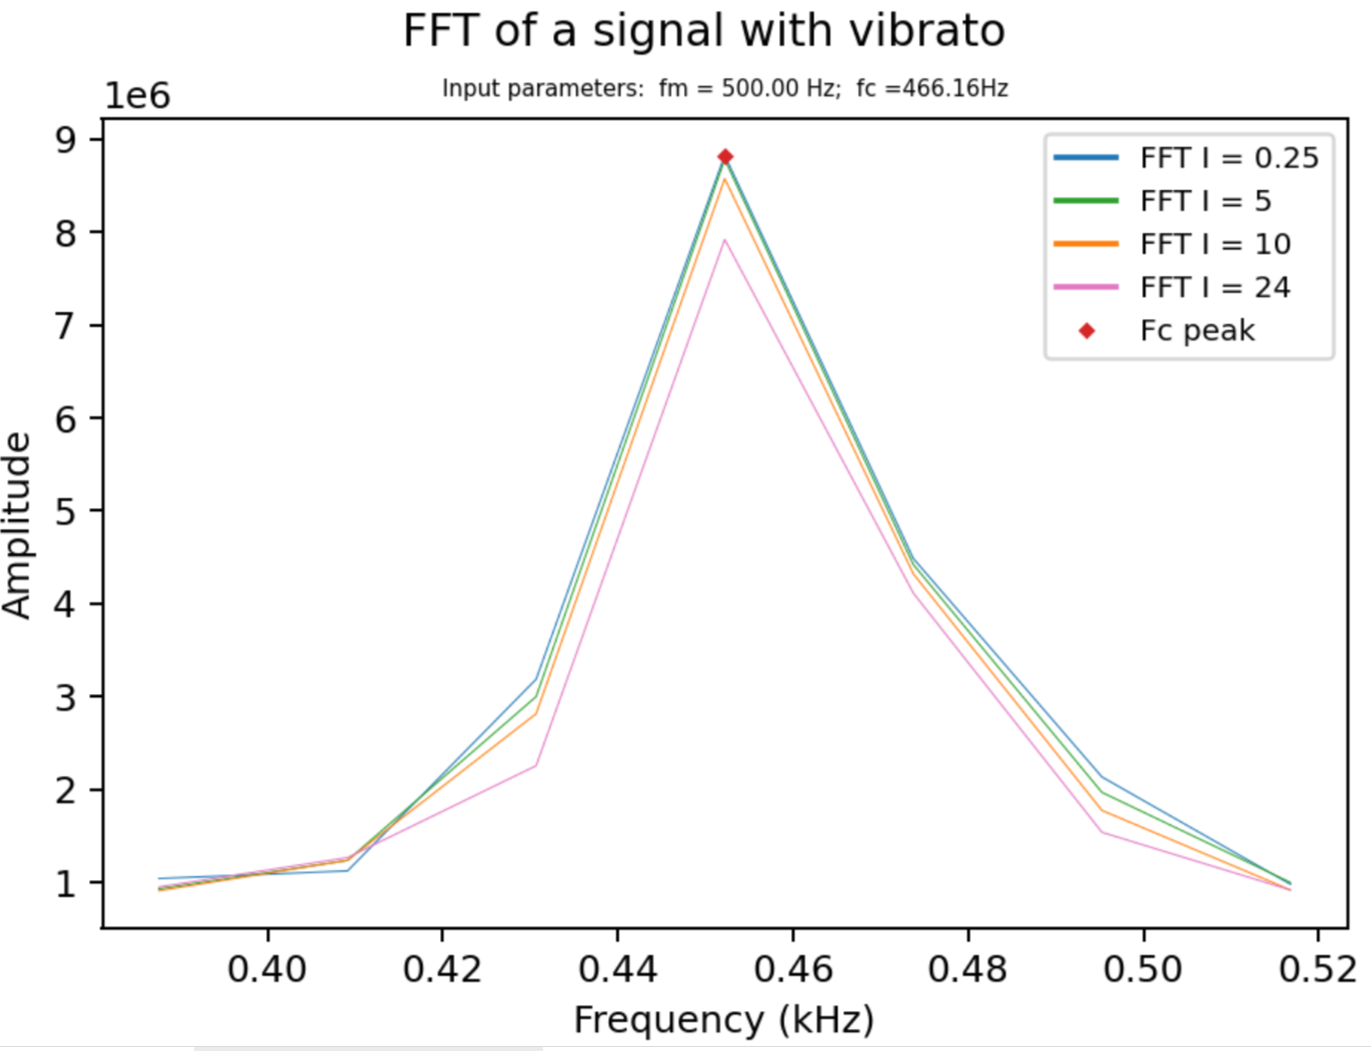 FFT of a signal with vibrato
Input parameters:  fm = 500.00 Hz;  fc =466.16Hz
1e6
9
8
7
6
5
4
3
2
1
Amplitude
FFT I = 0.25
FFT I = 5
FFT I = 10
FFT I = 24
Fc peak
0.40 0.42 0.44 0.46 0.48 0.50 0.52
Frequency (kHz)